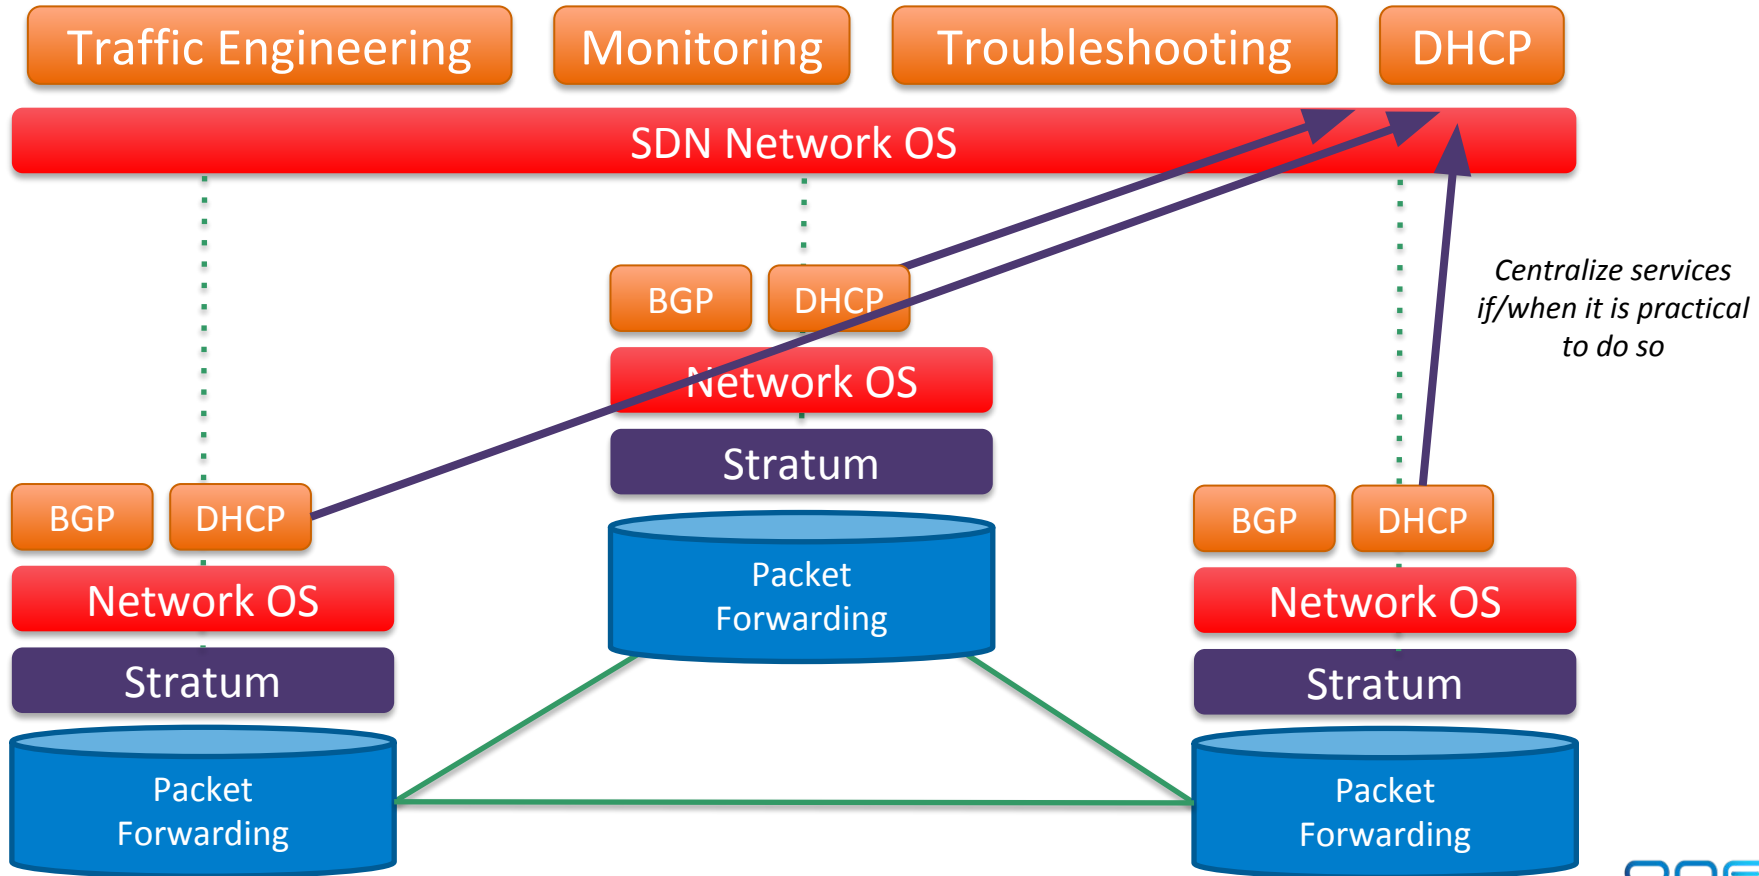 Traffic Engineering
Monitoring
Troubleshooting
DHCP
SDN Network OS
Centralize services
if/when it is practical
to do so
BGP
DHCP
Network OS
Stratum
Packet
Forwarding
BGP
DHCP
Network OS
Stratum
Packet
Forwarding
BGP
DHCP
Network OS
Stratum
Packet
Forwarding